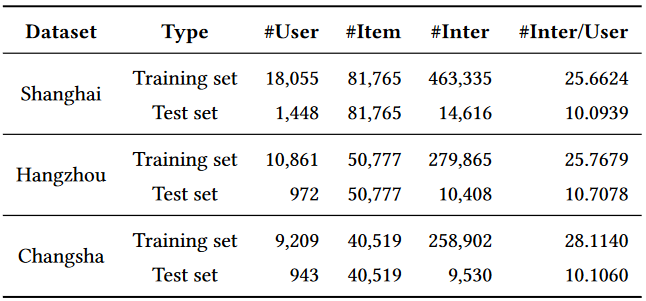 Dataset Type #User #Item #Inter #Inter/User
Shanghai
Training set 18,055 81,765 463,335 25.6624
Test set 1,448 81,765 14,616 10.0939
Hangzhou
Training set 10,861 50,777 279,865 25.7679
Test set 972 50,777 10,408 10.7078
Changsha
Training set 9,209 40,519 258,902 28.1140
Test set 943 40,519 9,530 10.1060